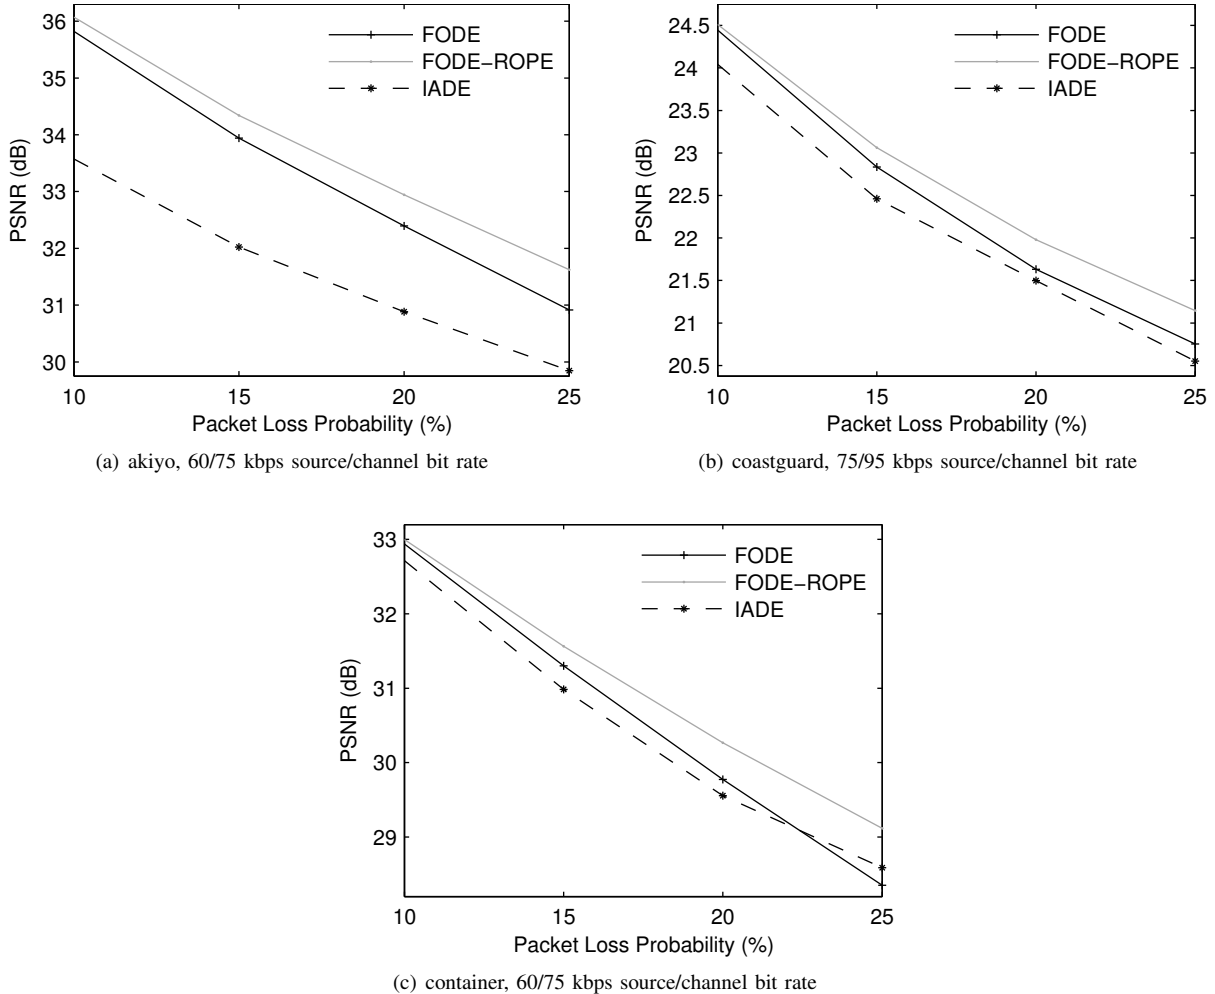 36
35
34
33
32
31
30
PSNR (dB)
FODE
FODE−ROPE
IADE
10 15 20 25
Packet Loss Probability (%)
(a) akiyo, 60/75 kbps source/channel bit rate
24.5
24
23.5
23
22.5
22
21.5
21
20.5
PSNR (dB)
FODE
FODE−ROPE
IADE
10 15 20 25
Packet Loss Probability (%)
(b) coastguard, 75/95 kbps source/channel bit rate
33
32
31
30
29
PSNR (dB)
FODE
FODE−ROPE
IADE
10 15 20 25
Packet Loss Probability (%)
(c) container, 60/75 kbps source/channel bit rate